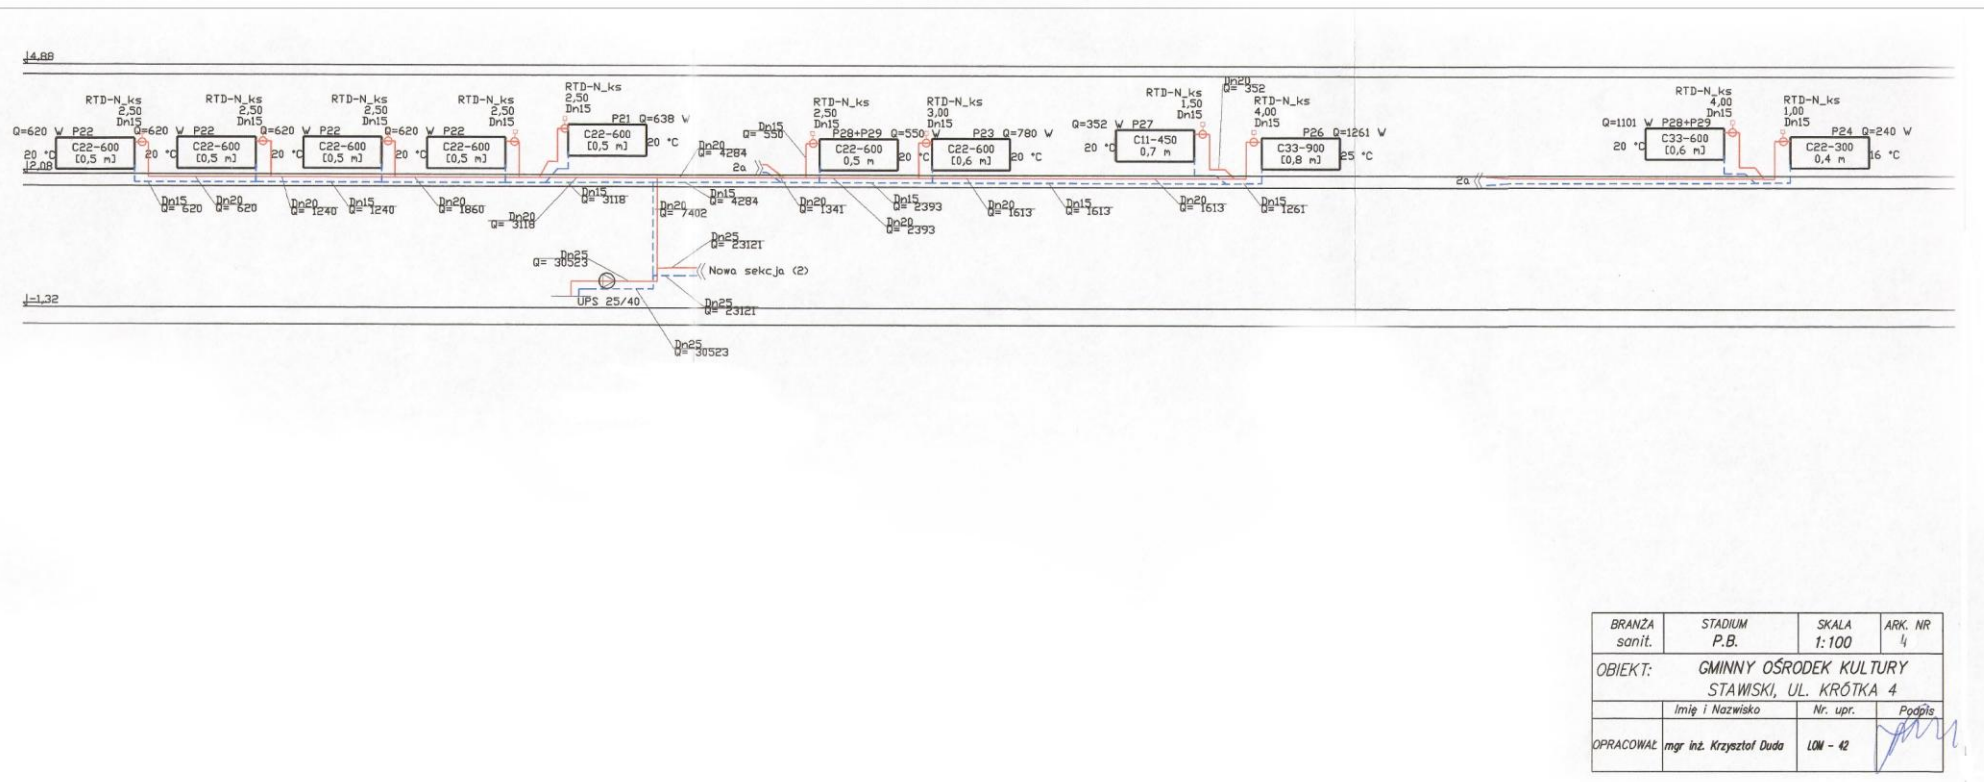 4,88
RTD-N_ks
2,50
Dn15
Q=620 W P22
C22-600
[0,5 m]
20 °C
RTD-N_ks
2,50
Dn15
Q=620 W P22
C22-600
[0,5 m]
20 °C
RTD-N_ks
2,50
Dn15
Q=620 W P22
C22-600
[0,5 m]
20 °C
RTD-N_ks
2,50
Dn15
Q=620 W P22
C22-600
[0,5 m]
20 °C
RTD-N_ks
2,50
Dn15
P21 Q=638 W
C22-600
[0,5 m]
20 °C
Dn20
Q= 4284
Dn15
Q= 550
2a
RTD-N_ks
2,50
Dn15
P28+P29 Q=550 W
C22-600
0,5 m
20 °C
RTD-N_ks
3,00
Dn15
P23 Q=780 W
C22-600
[0,6 m]
20 °C
RTD-N_ks
1,50
Dn15
Q=352 W P27
C11-450
0,7 m
20 °C
Dn20
Q= 352
RTD-N_ks
4,00
Dn15
P26 Q=1261 W
C33-900
[0,8 m]
25 °C
RTD-N_ks
4,00
Dn15
Q=1101 W P28+P29
C33-600
[0,6 m]
20 °C
RTD-N_ks
1,00
Dn15
P24 Q=240 W
C22-300
0,4 m
16 °C
2a
2,08
Dn15
Q= 620
Dn20
Q= 620
Dn20
Q= 1240
Dn15
Q= 1240
Dn20
Q= 1860
Dn20
Q= 3118
Dn15
Q= 3118
Dn20
Q= 7402
Dn15
Q= 4284
Dn20
Q= 1341
Dn15
Q= 2393
Dn20
Q= 2393
Dn20
Q= 1613
Dn15
Q= 1613
Dn20
Q= 1613
Dn15
Q= 1261
Dn25
Q= 23121
Dn25
Q= 30523
Nowa sekcja (2)
-1,32
UPS 25/40
Dn25
Q= 23121
Dn25
Q= 30523
BRANŻA STADIUM SKALA ARK. NR
sanit. P.B. 1:100 4
OBIEKT: GMINNY OŚRODEK KULTURY
STAWISKI, UL. KRÓTKA 4
Imię i Nazwisko Nr. upr. Podpis
OPRACOWAŁ mgr inż. Krzysztof Duda LOM - 42